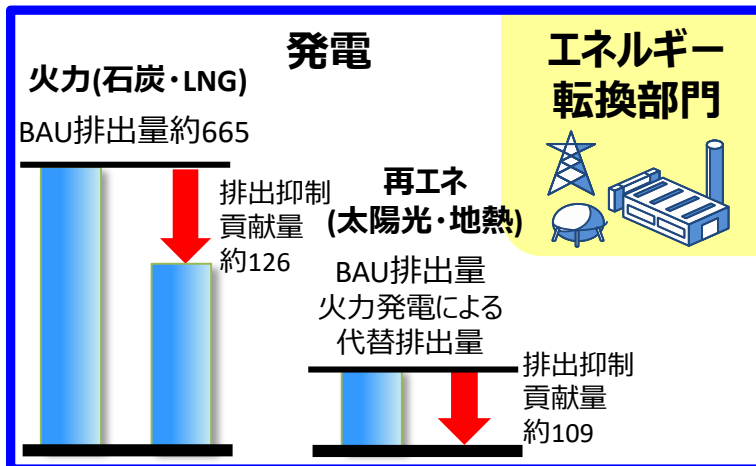 発電
エネルギー
転換部門
火力(石炭・LNG)
BAU排出量約665
排出抑制
貢献量
約126
再エネ
(太陽光・地熱)
BAU排出量
火力発電による
代替排出量
排出抑制
貢献量
約109